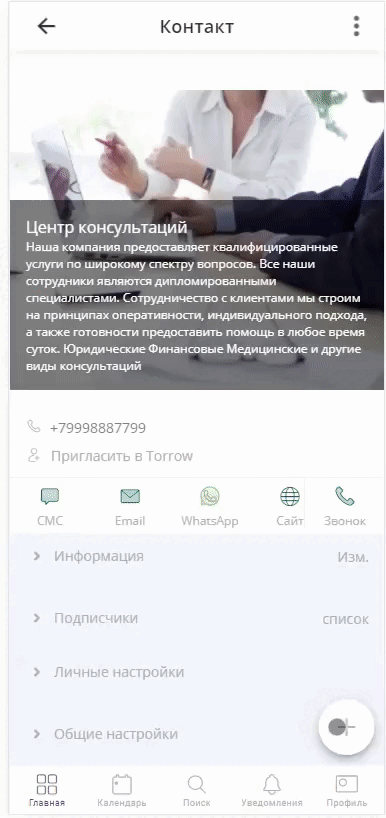 Контакт
Центр консультаций
Наша компания предоставляет квалифицированные
услуги по широкому спектру вопросов. Все наши
сотрудники являются дипломированными
специалистами. Сотрудничество с клиентами мы строим
на принципах оперативности, индивидуального подхода,
а также готовности предоставить помощь в любое время
суток. Юридические Финансовые Медицинские и другие
виды консультаций
+79998887799
Пригласить в Torrow
СМС Email WhatsApp Сайт Звонок
Информация Изм.
Подписчики список
Личные настройки
Общие настройки
Главная Календарь Поиск Уведомления Профиль